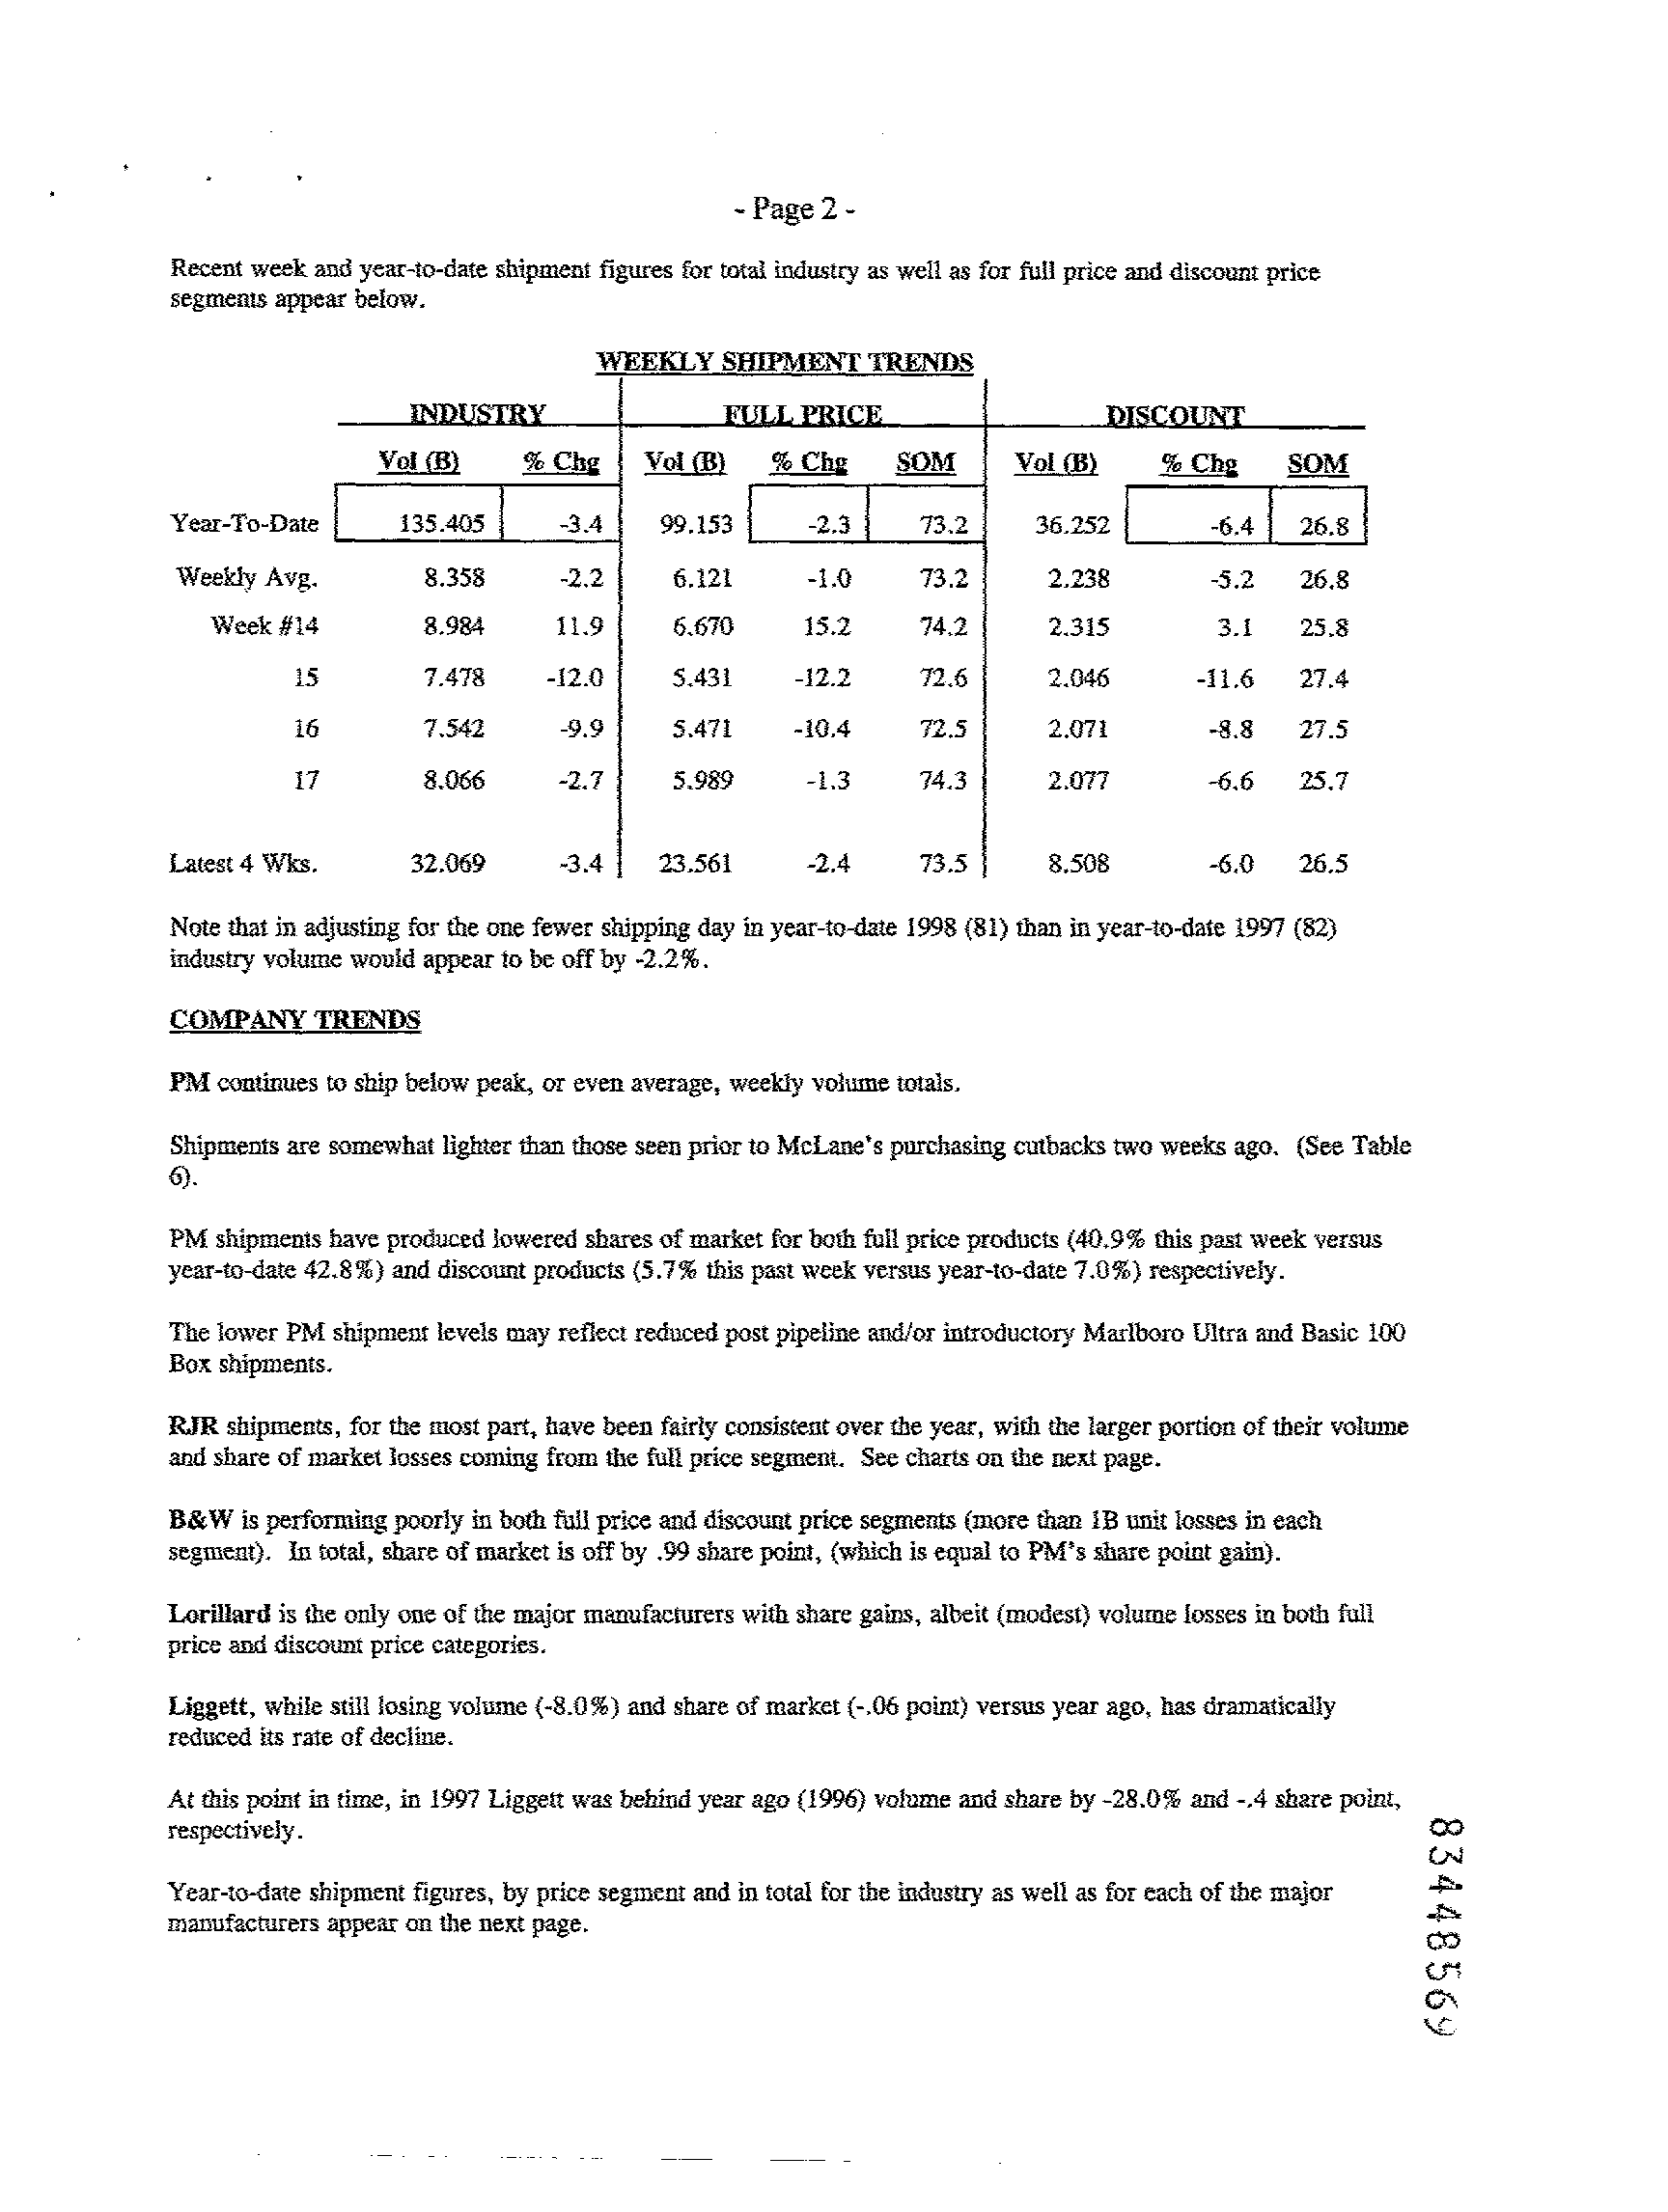 - Page 2 -
Recent week and year-to-date shipment figures for total industry as well as for full price and discount price
segments appear below.
WEEKLY SHIPMENT TRENDS
INDUSTRY FULL PRICE DISCOUNT
Vol (B) % Chg Vol (B) % Chg SOM Vol (B) % Chg SOM
Year-To-Date 135.405 -3.4 99.153 -2.3 73.2 36.252 -6.4 26.8
Weekly Avg. 8.358 -2.2 6.121 -1.0 73.2 2.238 -5.2 26.8
Week #14 8.984 11.9 6.670 15.2 74.2 2.315 3.1 25.8
15 7.478 -12.0 5.431 -12.2 72.6 2.046 -11.6 27.4
16 7.542 -9.9 5.471 -10.4 72.5 2.071 -8.8 27.5
17 8.066 -2.7 5.989 -1.3 74.3 2.077 -6.6 25.7
Latest 4 Wks. 32.069 -3.4 23.561 -2.4 73.5 8.508 -6.0 26.5
Note that in adjusting for the one fewer shipping day in year-to-date 1998 (81) than in year-to-date 1997 (82)
industry volume would appear to be off by -2.2%.
COMPANY TRENDS
PM continues to ship below peak, or even average, weekly volume totals.
Shipments are somewhat lighter than those seen prior to McLane's purchasing cutbacks two weeks ago. (See Table
6).
PM shipments have produced lowered shares of market for both full price products (40.9% this past week versus
year-to-date 42.8%) and discount products (5.7% this past week versus year-to-date 7.0%) respectively.
The lower PM shipment levels may reflect reduced post pipeline and/or introductory Marlboro Ultra and Basic 100
Box shipments.
RJR shipments, for the most part, have been fairly consistent over the year, with the larger portion of their volume
and share of market losses coming from the full price segment. See charts on the next page.
B&W is performing poorly in both full price and discount price segments (more than 1B unit losses in each
segment). In total, share of market is off by .99 share point, (which is equal to PM's share point gain).
Lorillard is the only one of the major manufacturers with share gains, albeit (modest) volume losses in both full
price and discount price categories.
Liggett, while still losing volume (-8.0%) and share of market (-.06 point) versus year ago, has dramatically
reduced its rate of decline.
At this point in time, in 1997 Liggett was behind year ago (1996) volume and share by -28.0% and -.4 share point,
respectively.
Year-to-date shipment figures, by price segment and in total for the industry as well as for each of the major
manufacturers appear on the next page.
83448569